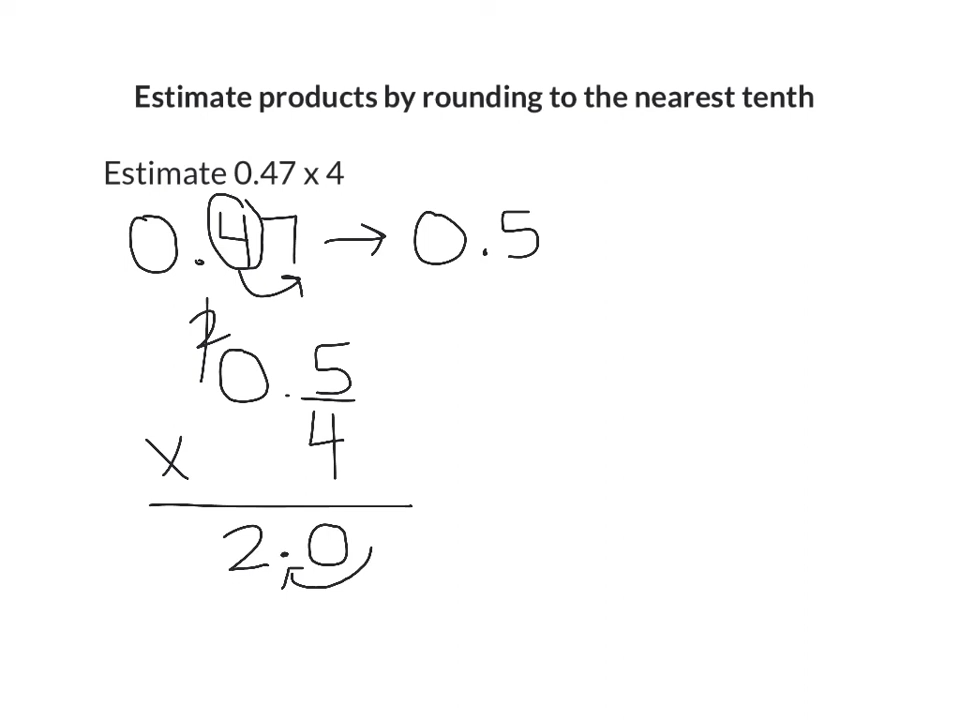 Estimate products by rounding to the nearest tenth
Estimate 0.47 x 4
0.47 → 0.5
2
0.5
x 4
2.0